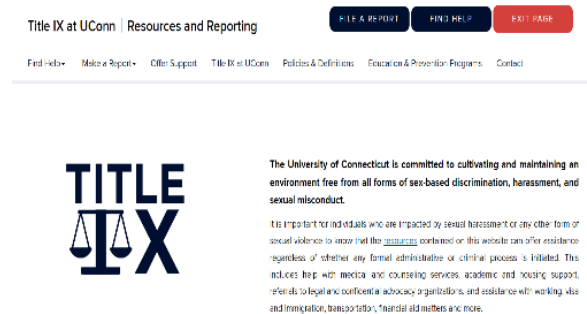 Title IX at UConn | Resources and Reporting
FILE A REPORT FIND HELP EXIT PAGE
Find Help Make a Report Offer Support Title IX at UConn Policies & Definitions Education & Prevention Programs Contact
TITLE
IX
The University of Connecticut is committed to cultivating and maintaining an
environment free from all forms of sex-based discrimination, harassment, and
sexual misconduct.
It is important for individuals who are impacted by sexual harassment or any other form of
sexual violence to know that the resources contained on this website can offer assistance
regardless of whether any formal administrative or criminal process is initiated. This
includes help with medical and counseling services, academic and housing support,
referrals to legal and confidential advocacy organizations, and assistance with working, visa
and immigration, transportation, financial aid matters and more.